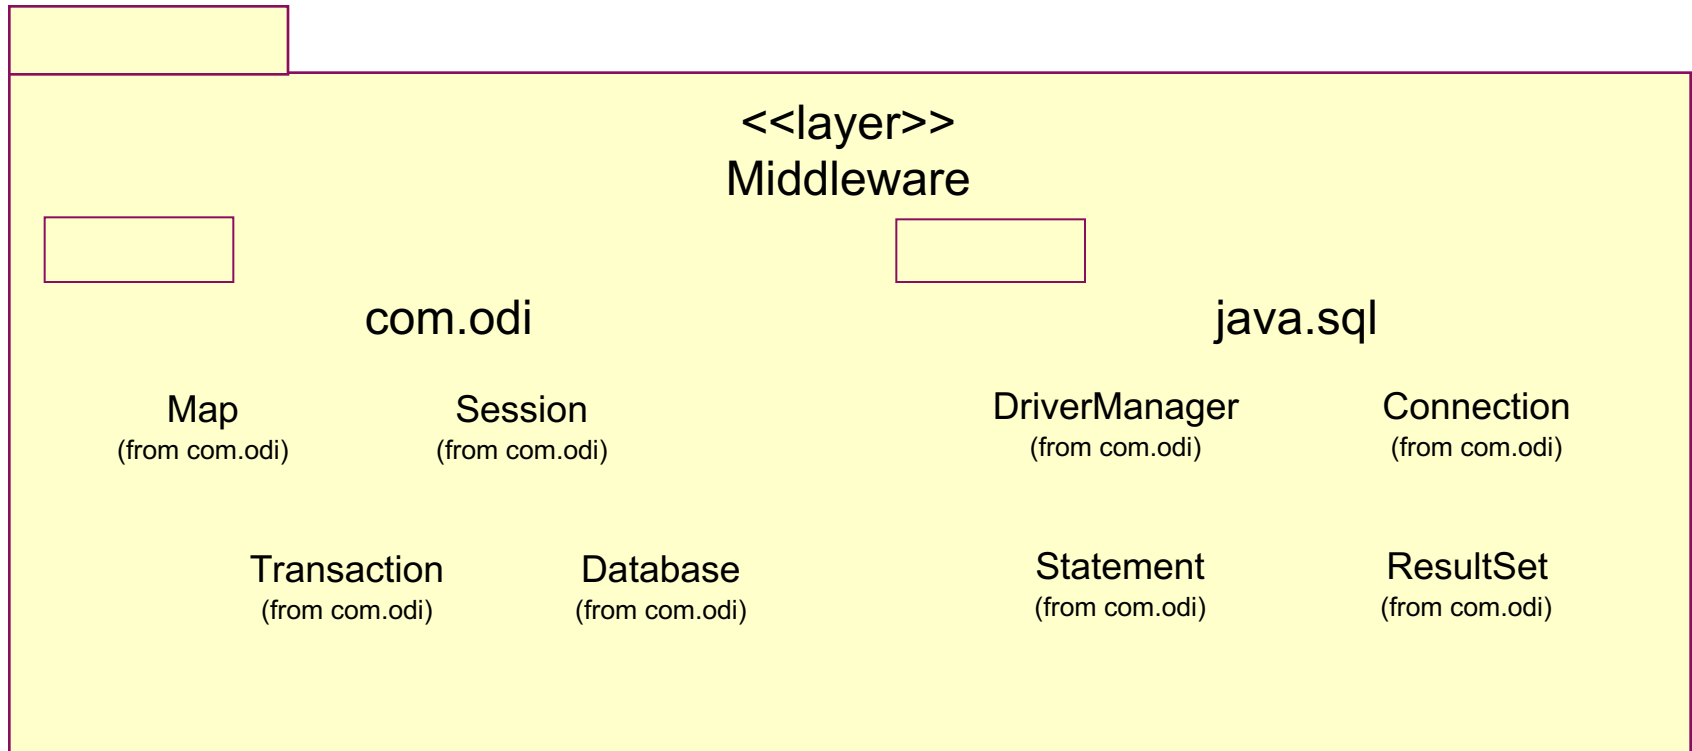 <<layer>>
Middleware
com.odi
java.sql
Map
(from com.odi)
Session
(from com.odi)
Transaction
(from com.odi)
Database
(from com.odi)
DriverManager
(from com.odi)
Connection
(from com.odi)
Statement
(from com.odi)
ResultSet
(from com.odi)